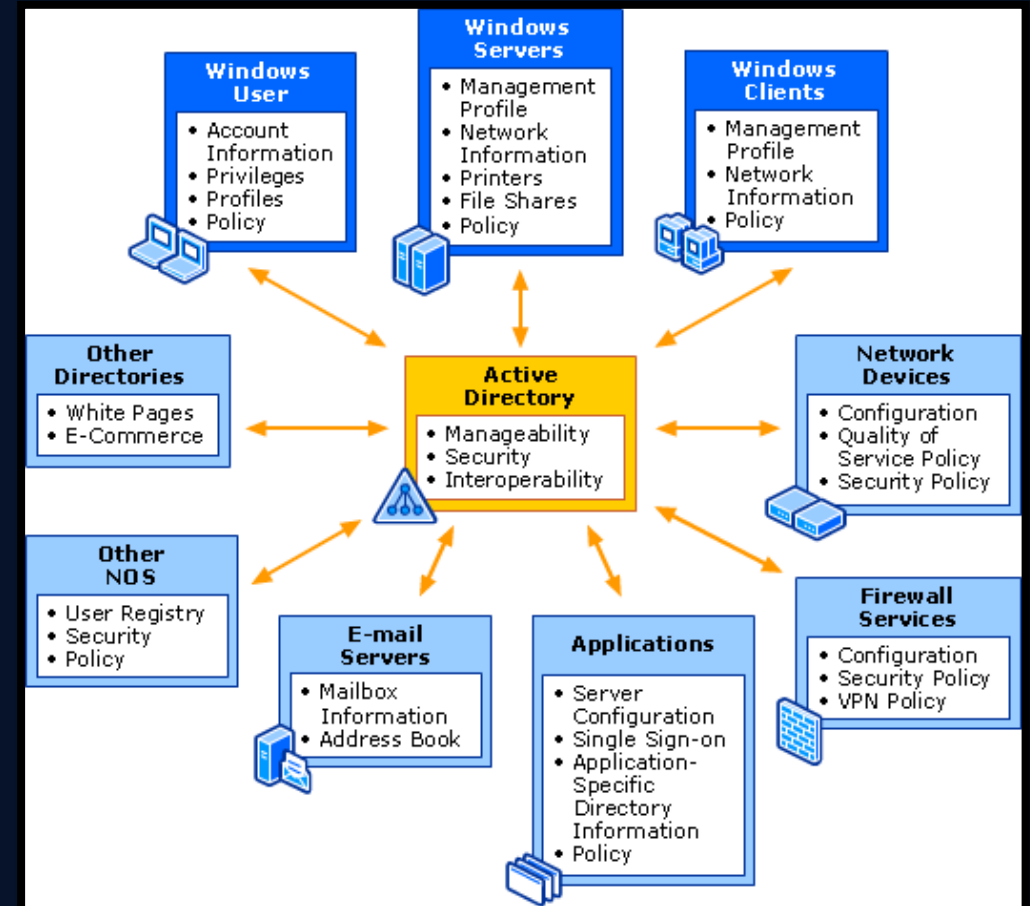 Windows
User
• Account
Information
• Privileges
• Profiles
• Policy
Windows
Servers
• Management
Profile
• Network
Information
• Printers
• File Shares
• Policy
Windows
Clients
• Management
Profile
• Network
Information
• Policy
Other
Directories
• White Pages
• E-Commerce
Active
Directory
• Manageability
• Security
• Interoperability
Network
Devices
• Configuration
• Quality of
Service Policy
• Security Policy
Other
NOS
• User Registry
• Security
• Policy
E-mail
Servers
• Mailbox
Information
• Address Book
Applications
• Server
Configuration
• Single Sign-on
• Application-
Specific
Directory
Information
• Policy
Firewall
Services
• Configuration
• Security Policy
• VPN Policy